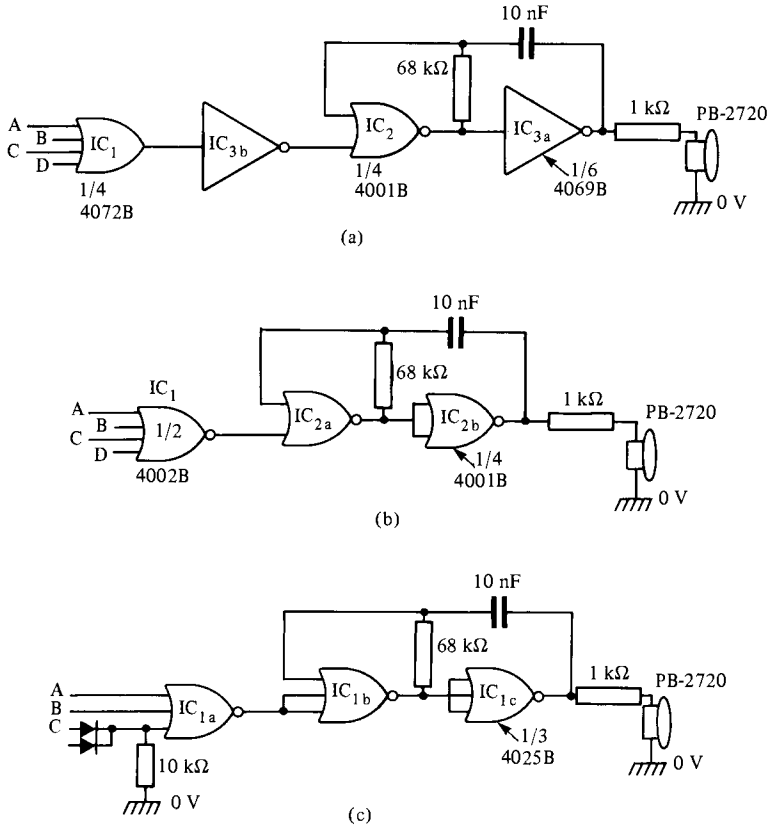 10 nF
68 kΩ
1 kΩ
PB-2720
A
B
C
D
IC1
IC3b
IC2
IC3a
1/4
4072B
1/4
4001B
1/6
4069B
0 V
(a)
10 nF
68 kΩ
1 kΩ
PB-2720
IC1
A
B
C
D
1/2
4002B
IC2a
IC2b
1/4
4001B
0 V
(b)
10 nF
68 kΩ
1 kΩ
PB-2720
A
B
C
IC1a
IC1b
IC1c
10 kΩ
0 V
1/3
4025B
0 V
(c)